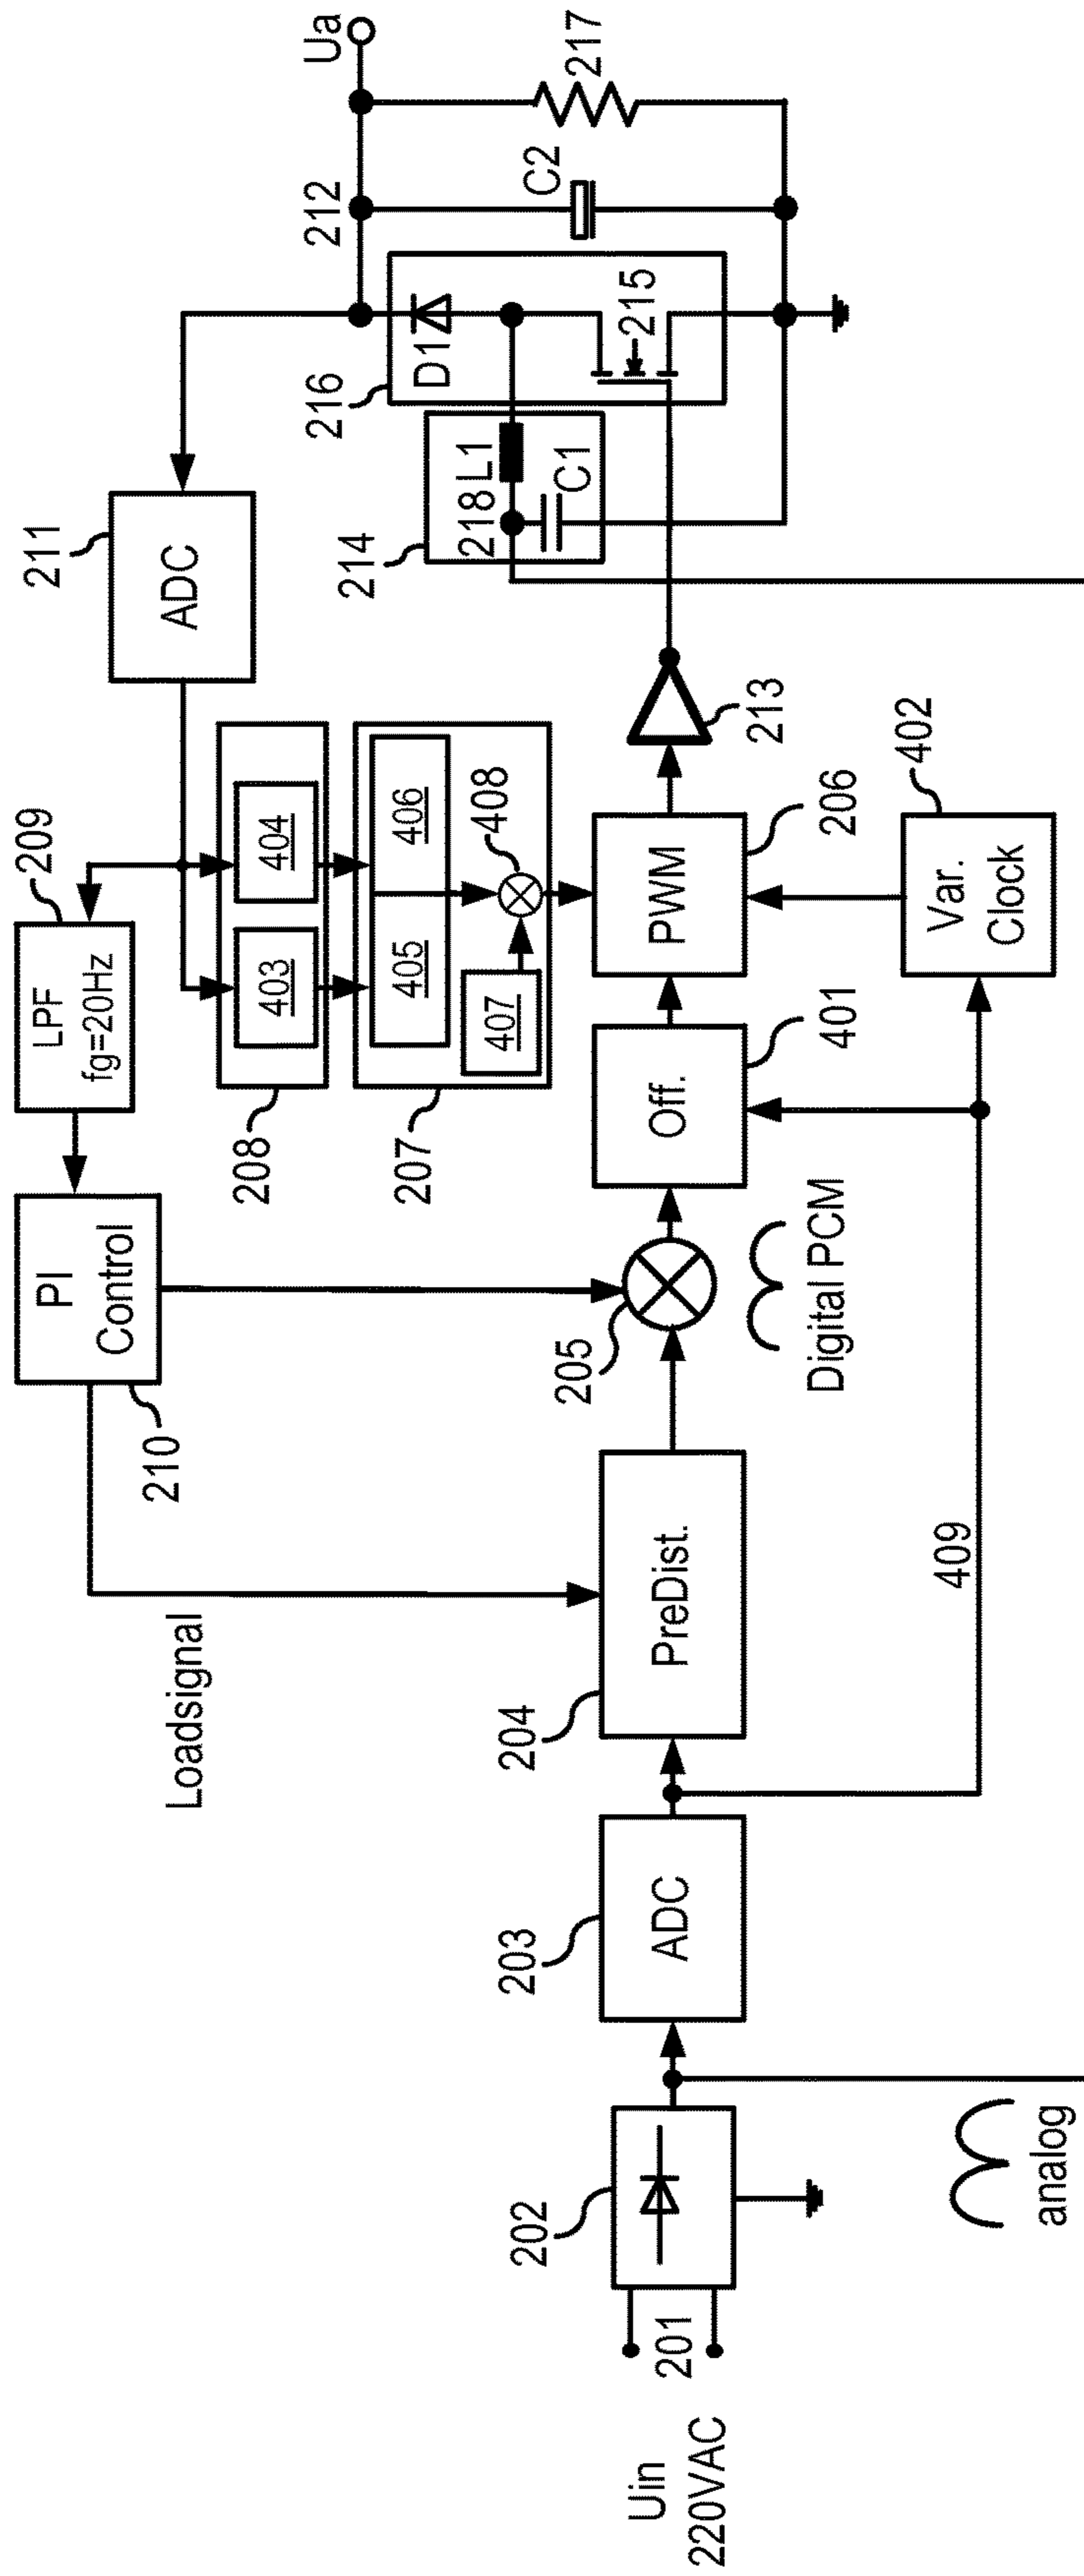 Uin
220VAC
201
202
analog
203
ADC
204
PreDist.
409
Loadsignal
210
PI
Control
205
Digital PCM
209
LPF
fg=20Hz
208
403
404
207
405
406
407
408
Off.
401
PWM
206
Var.
Clock
402
213
211
ADC
214
218
L1
C1
216
D1
215
212
C2
217
Ua